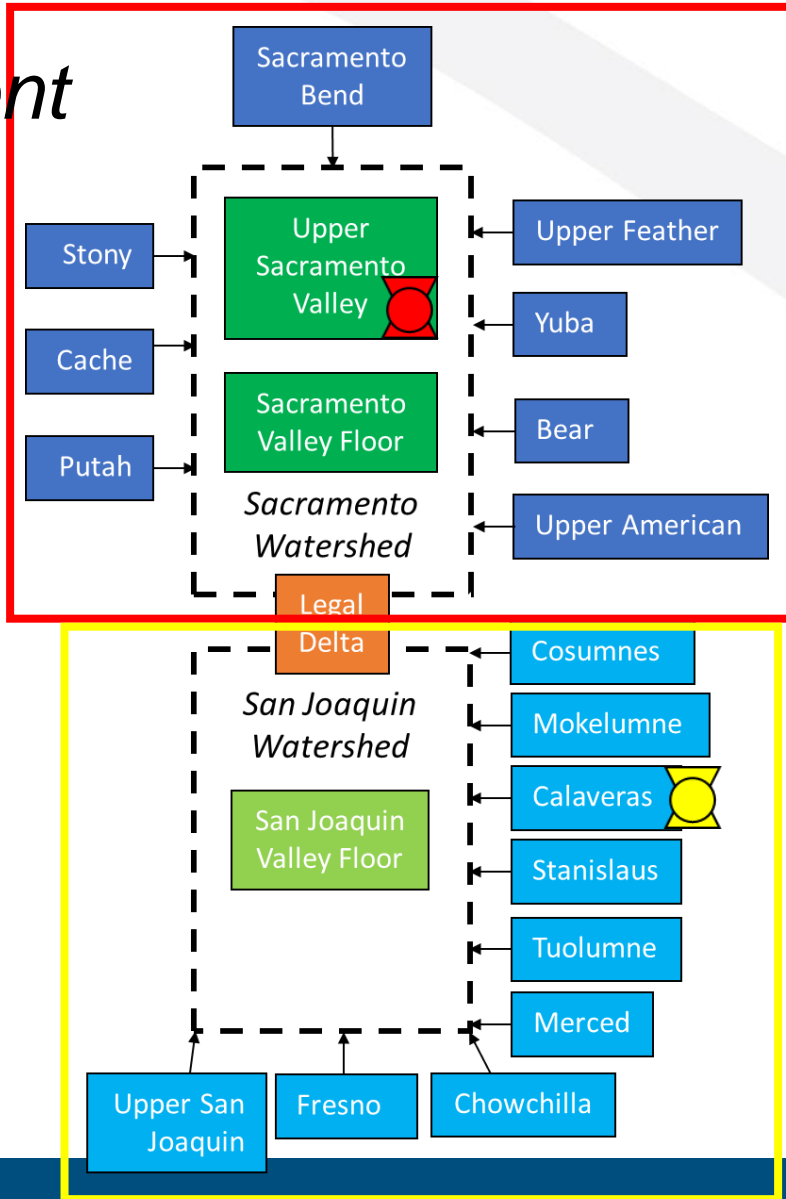 Sacramento
Bend
Upper
Sacramento
Valley
Stony
Upper Feather
Yuba
Cache
Sacramento
Valley Floor
Bear
Putah
Sacramento
Watershed
Upper American
Legal
Delta
Cosumnes
San Joaquin
Watershed
Mokelumne
Calaveras
San Joaquin
Valley Floor
Stanislaus
Tuolumne
Merced
Upper San
Joaquin
Fresno
Chowchilla